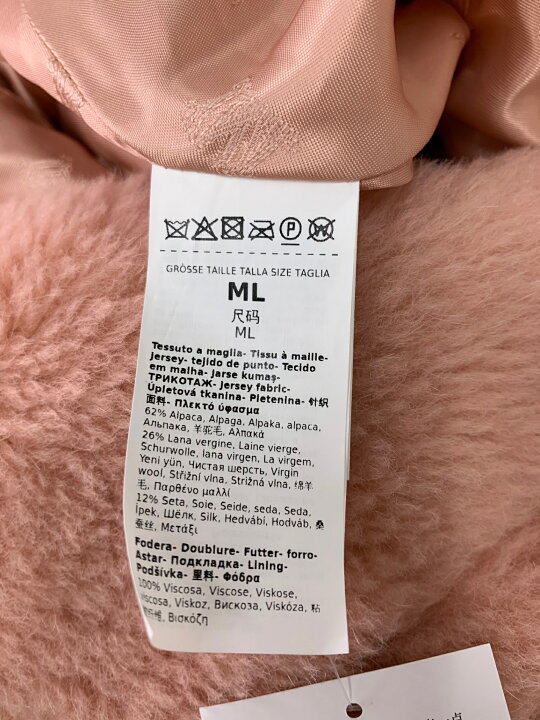 GRÖSSE TAILLE TALLA SIZE TAGLIA
ML
尺码
ML
Tessuto a maglia- Tissu à maille-
jersey- tejido de punto- Tecido
em malha- jarse kumaş-
ТРИКОТАЖ- Jersey fabric-
Úpletová tkanina- Pletenina- 针织
面料- Πλεκτό ύφασμα
62% Alpaca, Alpaga, Alpaka, alpaca,
Альпака, 羊驼毛, Αλπακά
26% Lana vergine, Laine vierge,
Schurwolle, lana virgen, La virgem,
Yeni yün, Чистая шерсть, Virgin
wool, Střižní vlna, Strižná vlna, 绵羊
毛, Παρθένο μαλλί
12% Seta, Soie, Seide, seda, Seda,
İpek, Шёлк, Silk, Hedvábí, Hodváb, 桑
蚕丝, Μετάξι
Fodera- Doublure- Futter- forro-
Astar- Подкладка- Lining-
Podšívka- 里料- Φόδρα
100% Viscosa, Viscose, Viskose,
viscosa, Viskoz, Вискоза, Viskóza, 粘
胶纤维, Βισκόζη